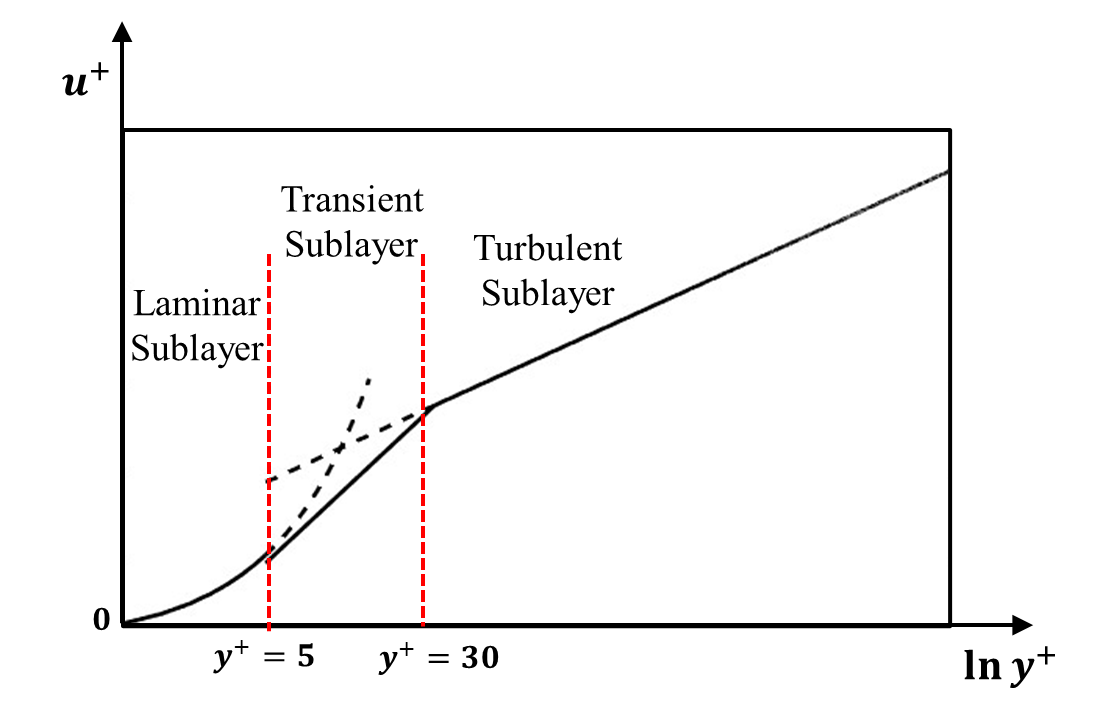 u⁺
Transient
Sublayer
Turbulent
Sublayer
Laminar
Sublayer
0
y⁺ = 5
y⁺ = 30
ln y⁺